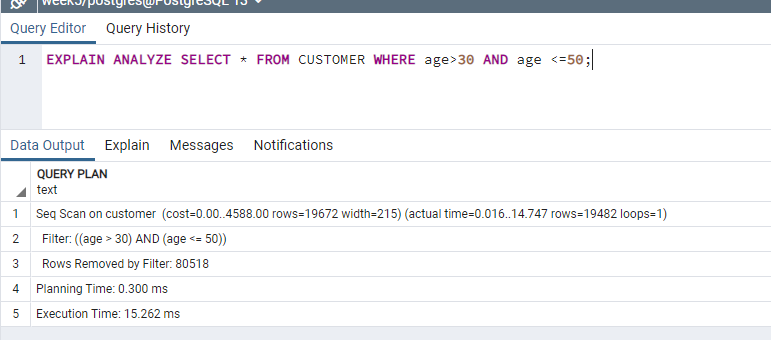 week5/postgres@PostgreSQL 13
Query Editor Query History
1 EXPLAIN ANALYZE SELECT * FROM CUSTOMER WHERE age>30 AND age <=50;
Data Output Explain Messages Notifications
QUERY PLAN
text
1 Seq Scan on customer (cost=0.00..4588.00 rows=19672 width=215) (actual time=0.016..14.747 rows=19482 loops=1)
2 Filter: ((age > 30) AND (age <= 50))
3 Rows Removed by Filter: 80518
4 Planning Time: 0.300 ms
5 Execution Time: 15.262 ms